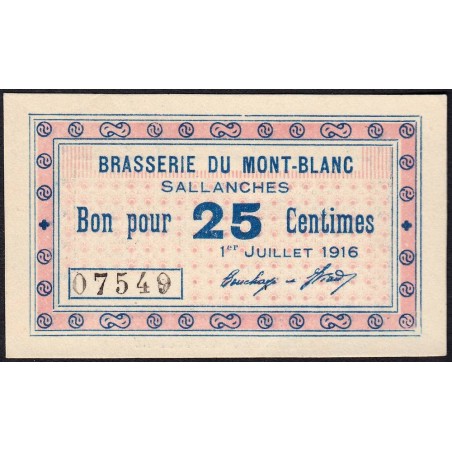 BRASSERIE DU MONT-BLANC
SALLANCHES
Bon pour 25 Centimes
1er JUILLET 1916
07549